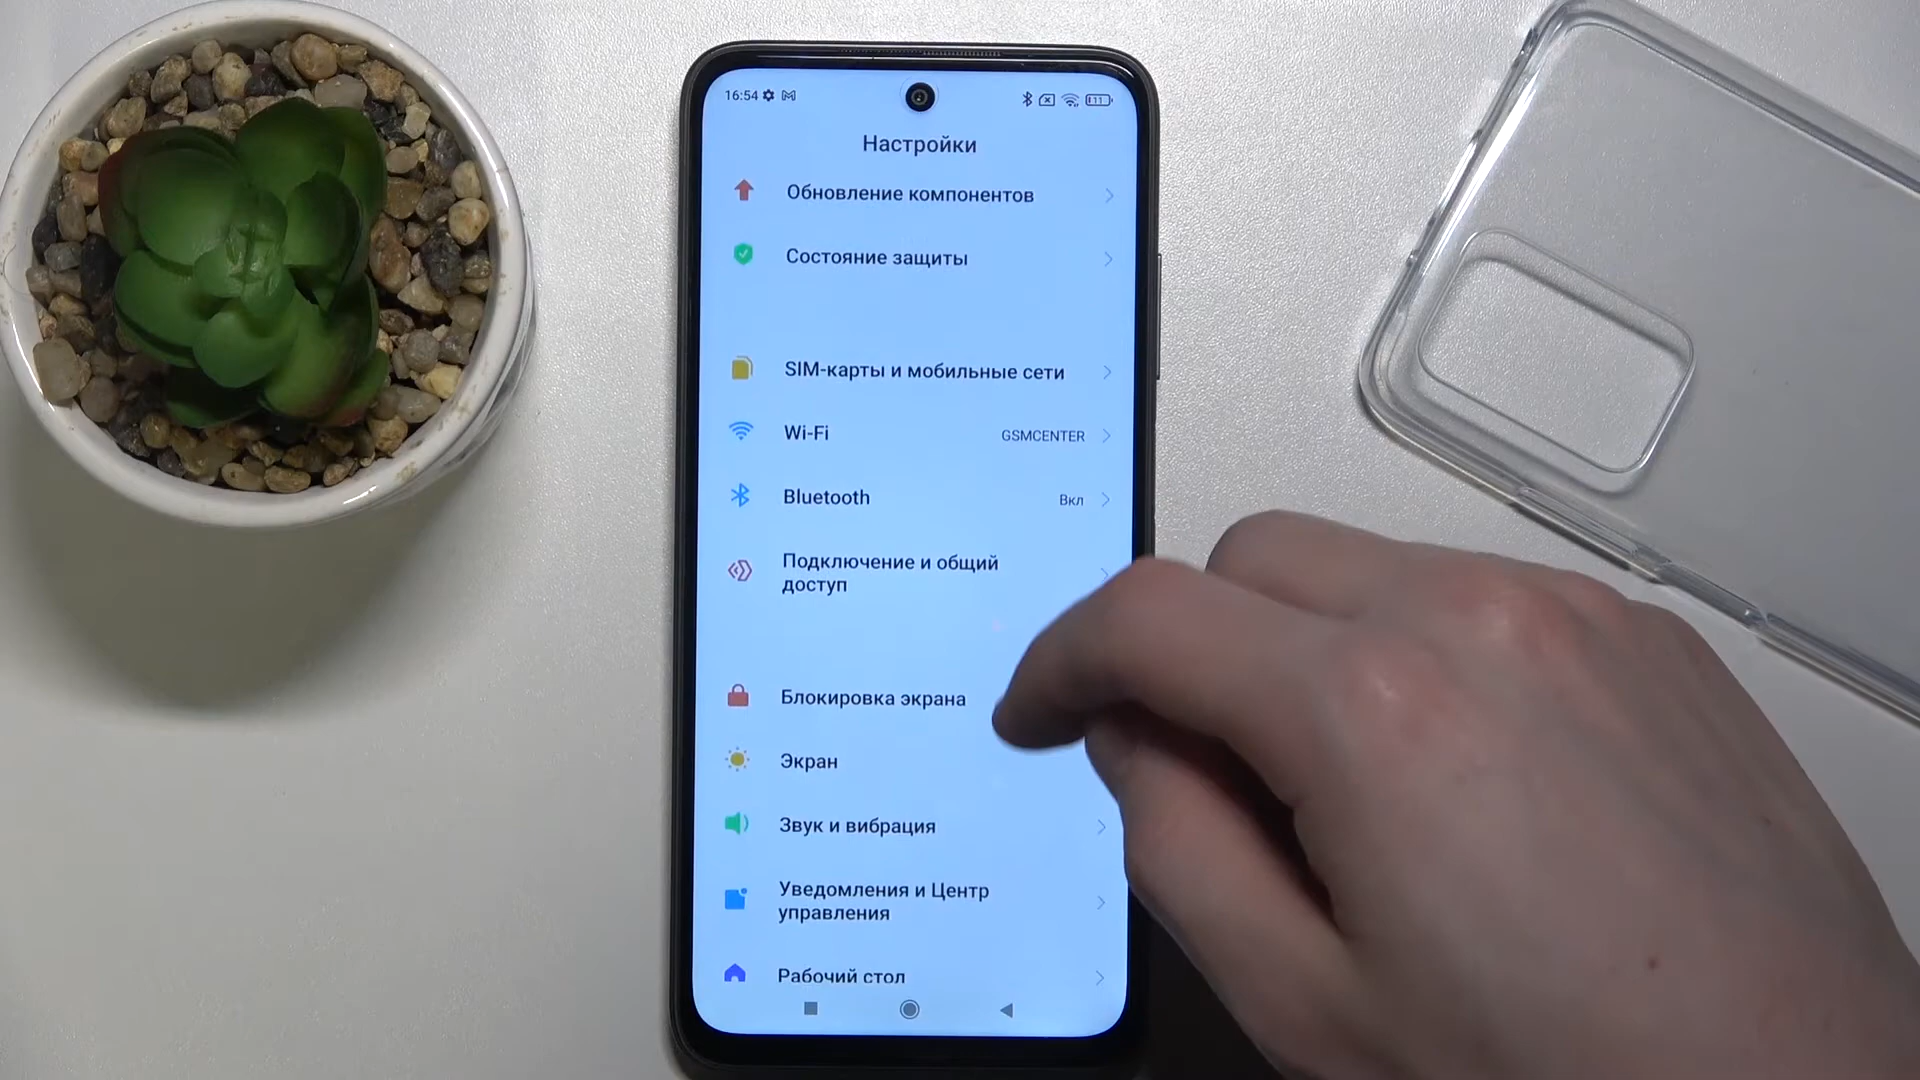 16:54
11
Настройки
Обновление компонентов
Состояние защиты
SIM-карты и мобильные сети
Wi-Fi GSMCENTER
Bluetooth Вкл
Подключение и общий
доступ
Блокировка экрана
Экран
Звук и вибрация
Уведомления и Центр
управления
Рабочий стол